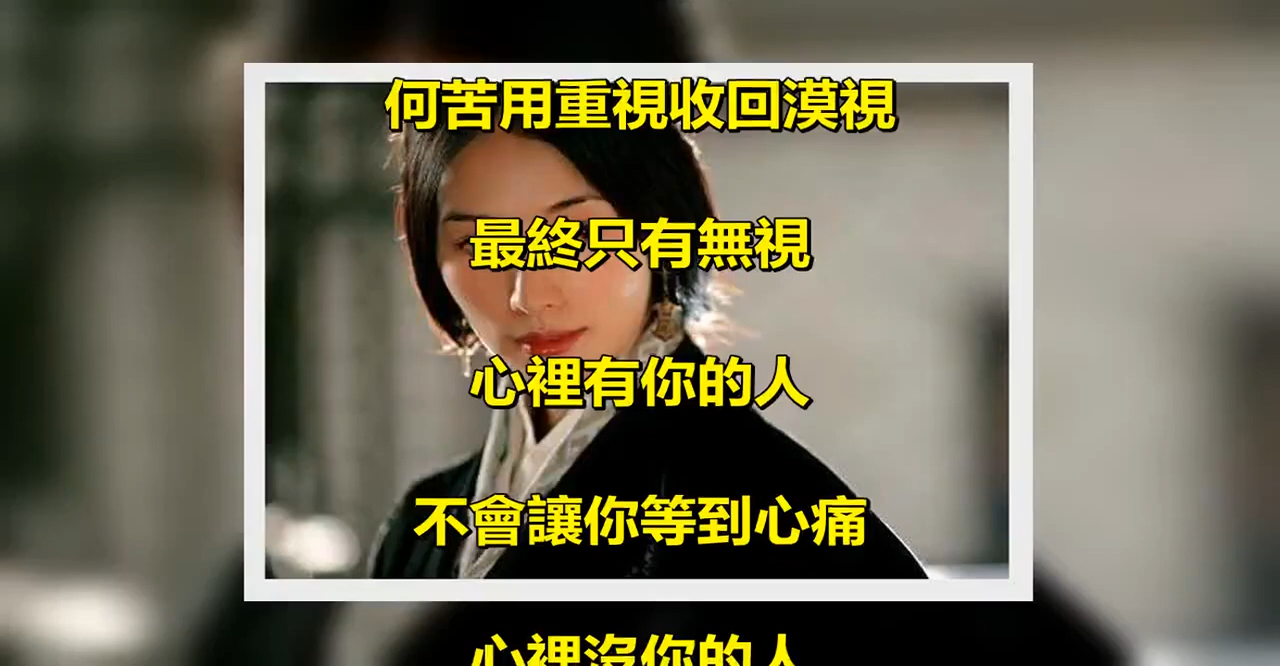 何苦用重視收回漠視
最終只有無視
心裡有你的人
不會讓你等到心痛
心裡沒你的人